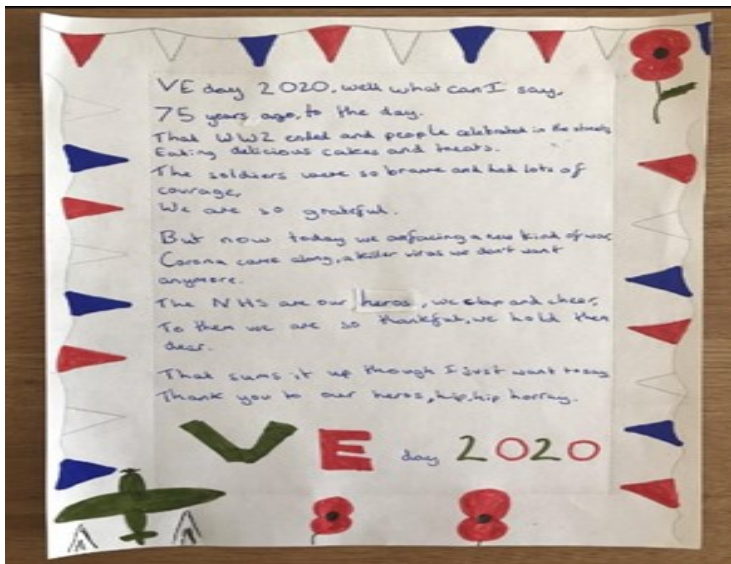 VE day 2020, well what can I say,
75 years ago, to the day.
That WW2 ended and people celebrated in the streets
Eating delicious cakes and treats.
The soldiers were so brave and had lots of
courage,
We are so grateful.
But now today we are facing a new kind of war,
Corona came along, a killer virus we don't want
anymore.
The NHS are our heros, we clap and cheer,
To them we are so thankful, we hold them
dear.
That sums it up though I just want to say
Thank you to our heros, hip, hip horray.
VE day 2020